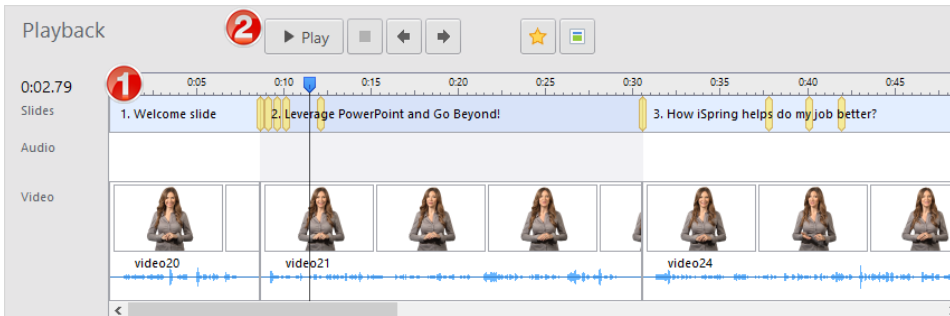 Playback
2
Play
0:02.79
1
0:05
0:10
0:15
0:20
0:25
0:30
0:35
0:40
0:45
Slides
1. Welcome slide
2. Leverage PowerPoint and Go Beyond!
3. How iSpring helps do my job better?
Audio
Video
video20
video21
video24